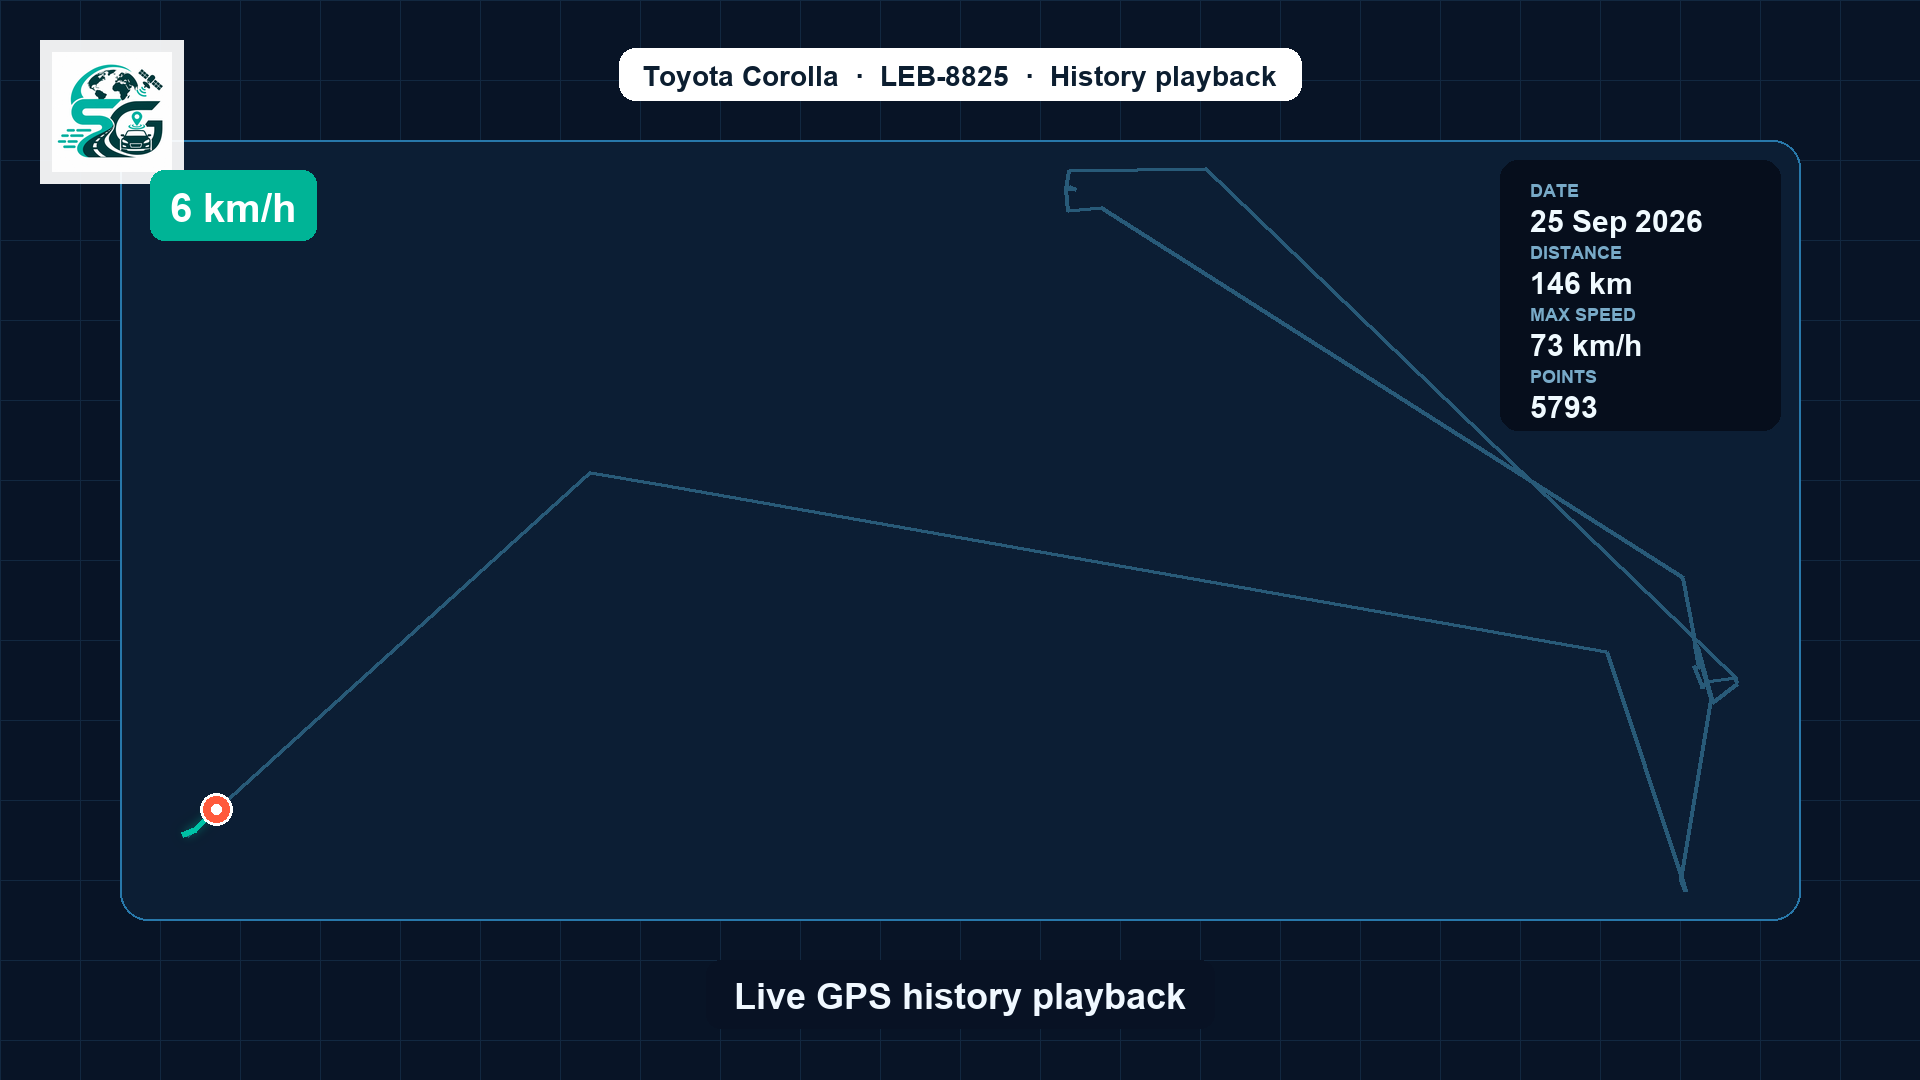 SG
Toyota Corolla · LEB-8825 · History playback
6 km/h
DATE
25 Sep 2026
DISTANCE
146 km
MAX SPEED
73 km/h
POINTS
5793
Live GPS history playback